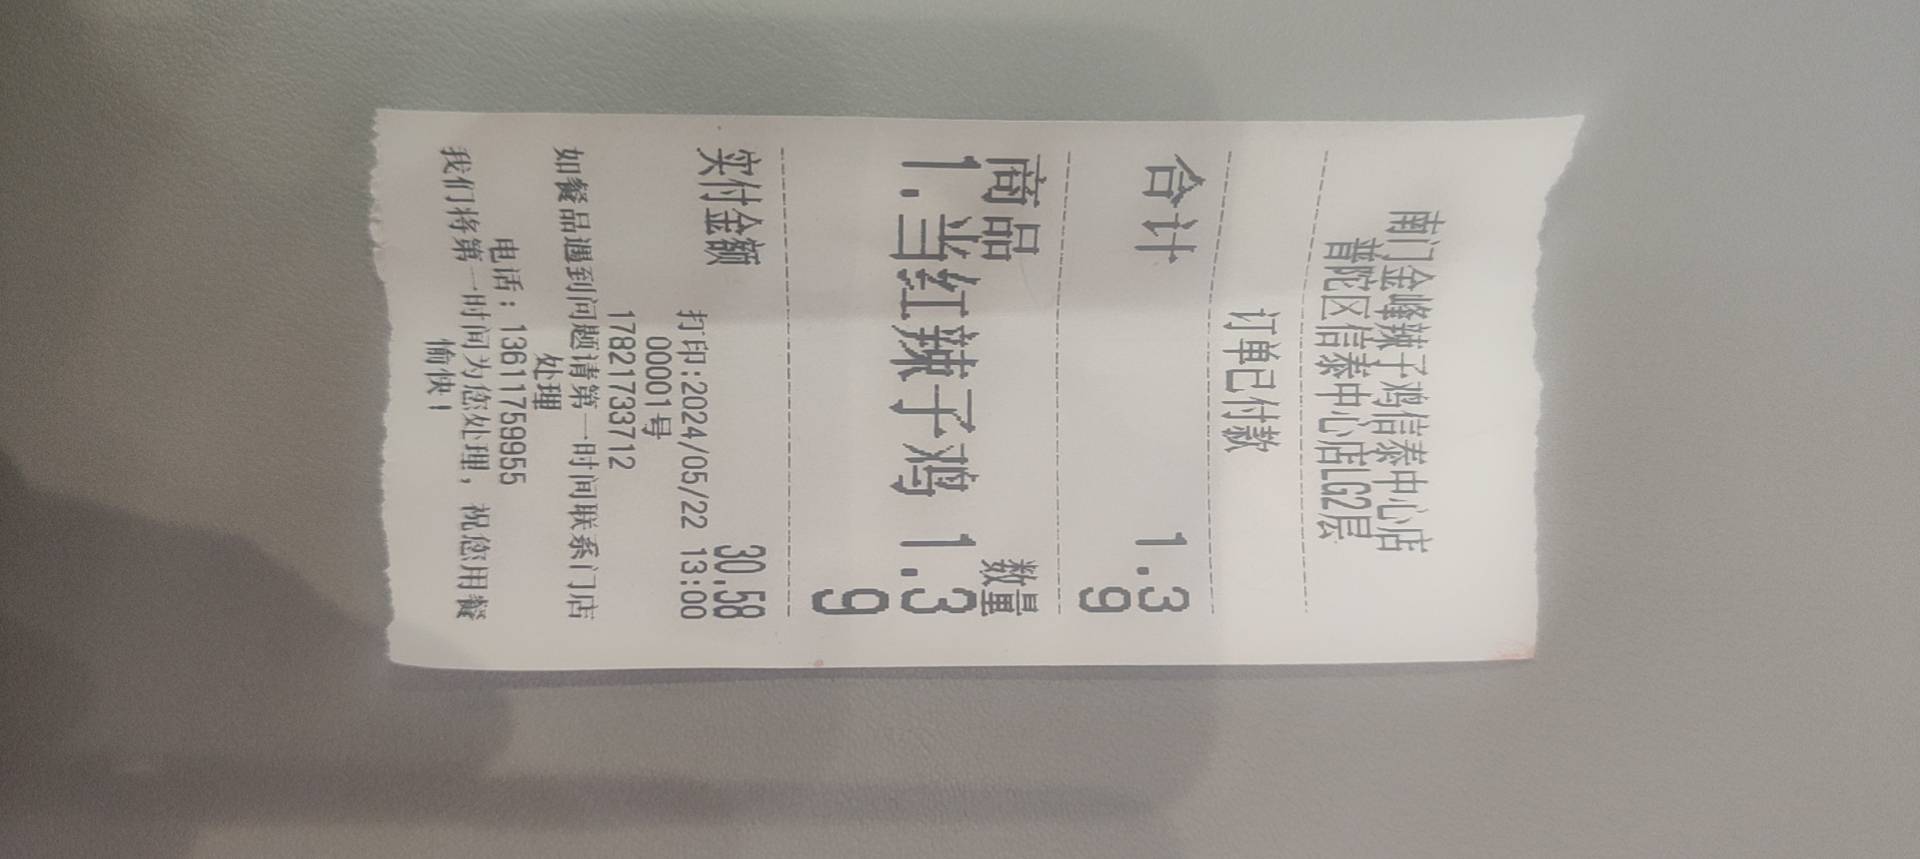 南门金峰辣子鸡信泰中心店
普陀区信泰中心店LG2层
订单已付款
合计 1.3
9
商品 数量
1.当红辣子鸡 1.3
9
实付金额 30.58
打印:2024/05/22 13:00
00001号
17821733712
如餐品遇到问题请第一时间联系门店
处理
电话：13611759955
我们将第一时间为您处理，祝您用餐
愉快！